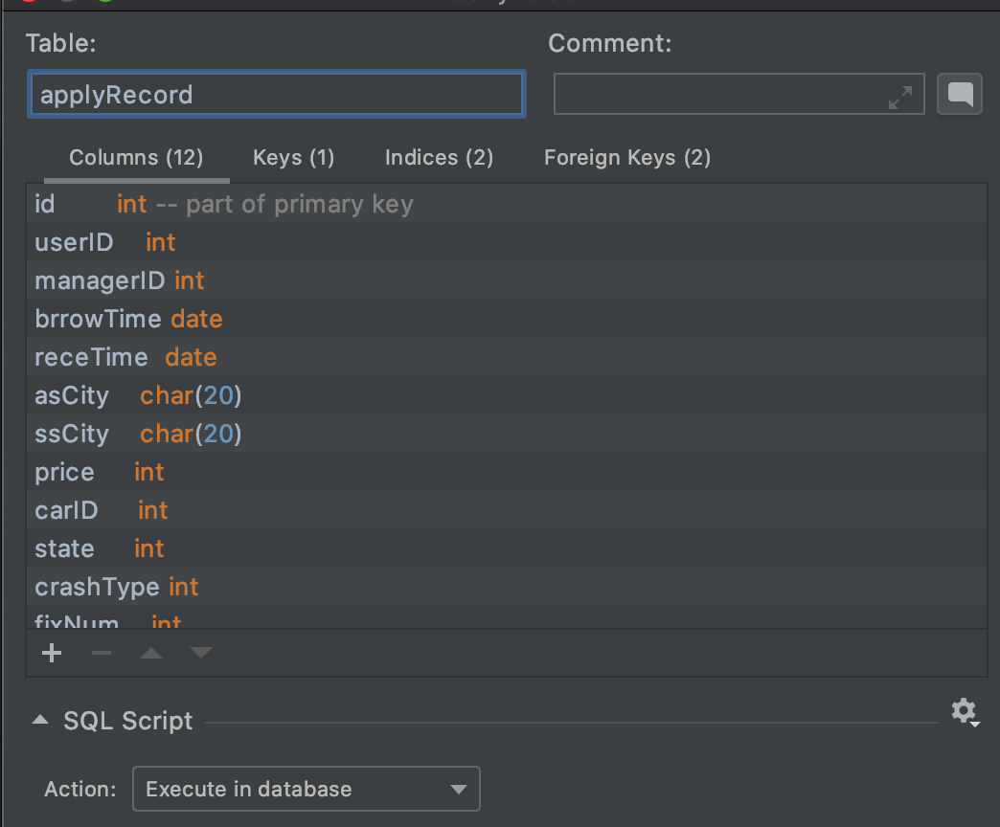 Table:
Comment:
applyRecord
Columns (12) Keys (1) Indices (2) Foreign Keys (2)
id int -- part of primary key
userID int
managerID int
brrowTime date
receTime date
asCity char(20)
ssCity char(20)
price int
carID int
state int
crashType int
fixNum int
SQL Script
Action: Execute in database